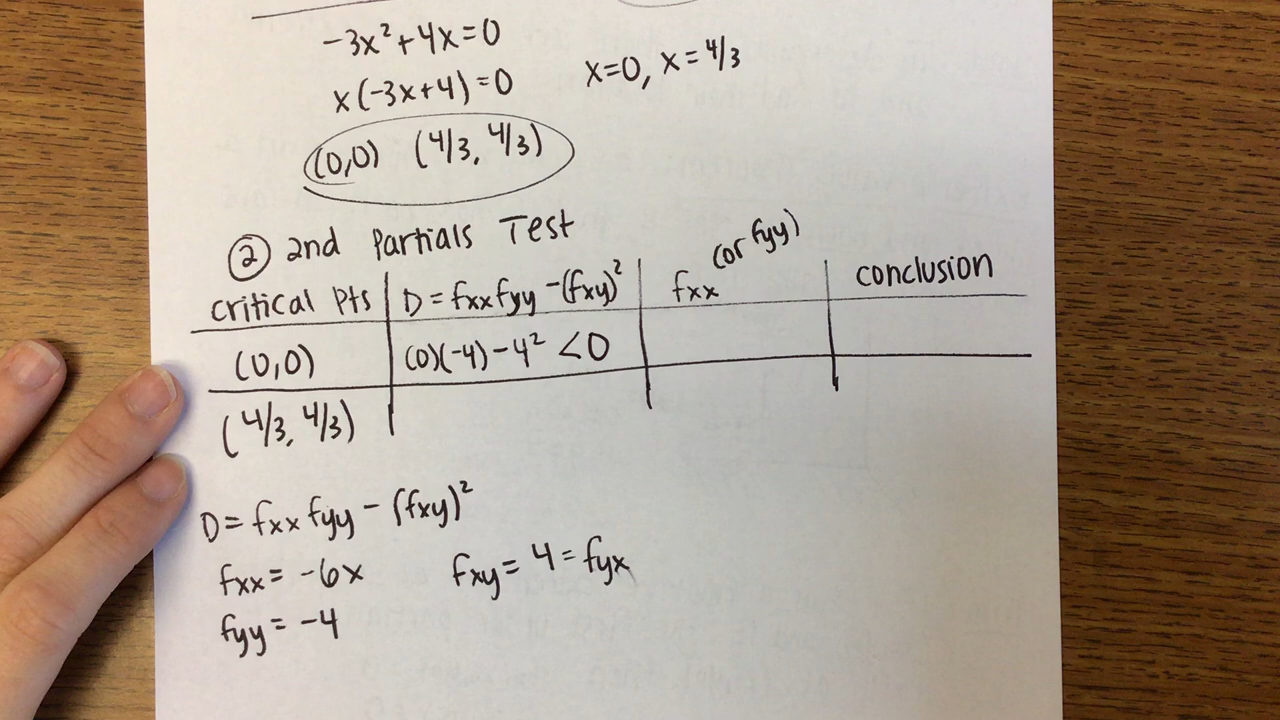 -3x²+4x=0
x(-3x+4)=0 x=0, x=4/3
(0,0) (4/3, 4/3)
② 2nd Partials Test
critical Pts D=fxxfyy-(fxy)² fxx (or fyy) conclusion
(0,0) (0)(-4)-4² <0
(4/3, 4/3)
D=fxxfyy-(fxy)²
fxx=-6x fxy=4=fyx
fyy=-4